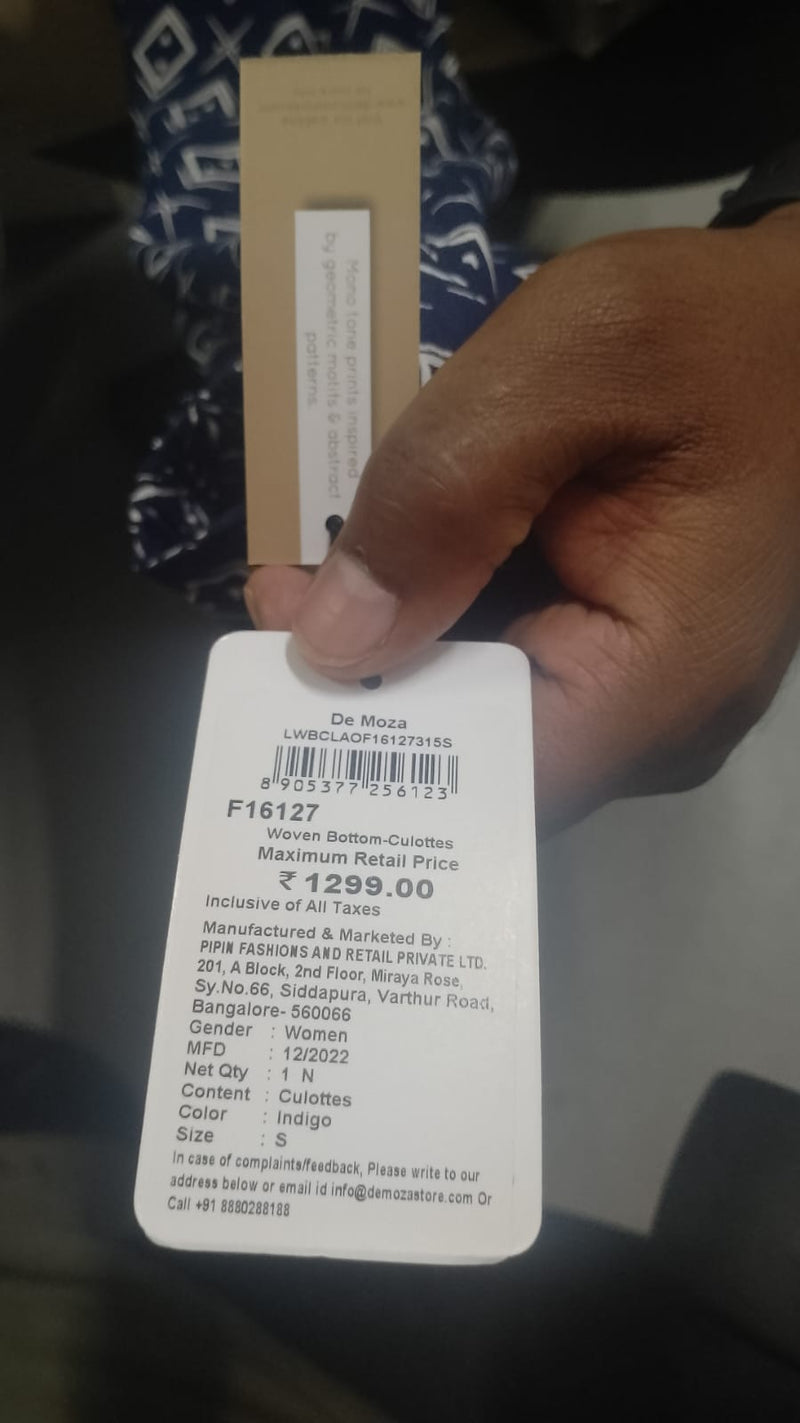 Mono tone prints inspired
by geometric motifs & abstract
patterns.
De Moza
LWBCLAOF16127315S
8 905377 256123
F16127
Woven Bottom-Culottes
Maximum Retail Price
₹ 1299.00
Inclusive of All Taxes
Manufactured & Marketed By :
PIPIN FASHIONS AND RETAIL PRIVATE LTD.
201, A Block, 2nd Floor, Miraya Rose,
Sy.No.66, Siddapura, Varthur Road,
Bangalore- 560066
Gender : Women
MFD : 12/2022
Net Qty : 1 N
Content : Culottes
Color : Indigo
Size : S
In case of complaints/feedback, Please write to our
address below or email id info@demozastore.com Or
Call +91 8880288188